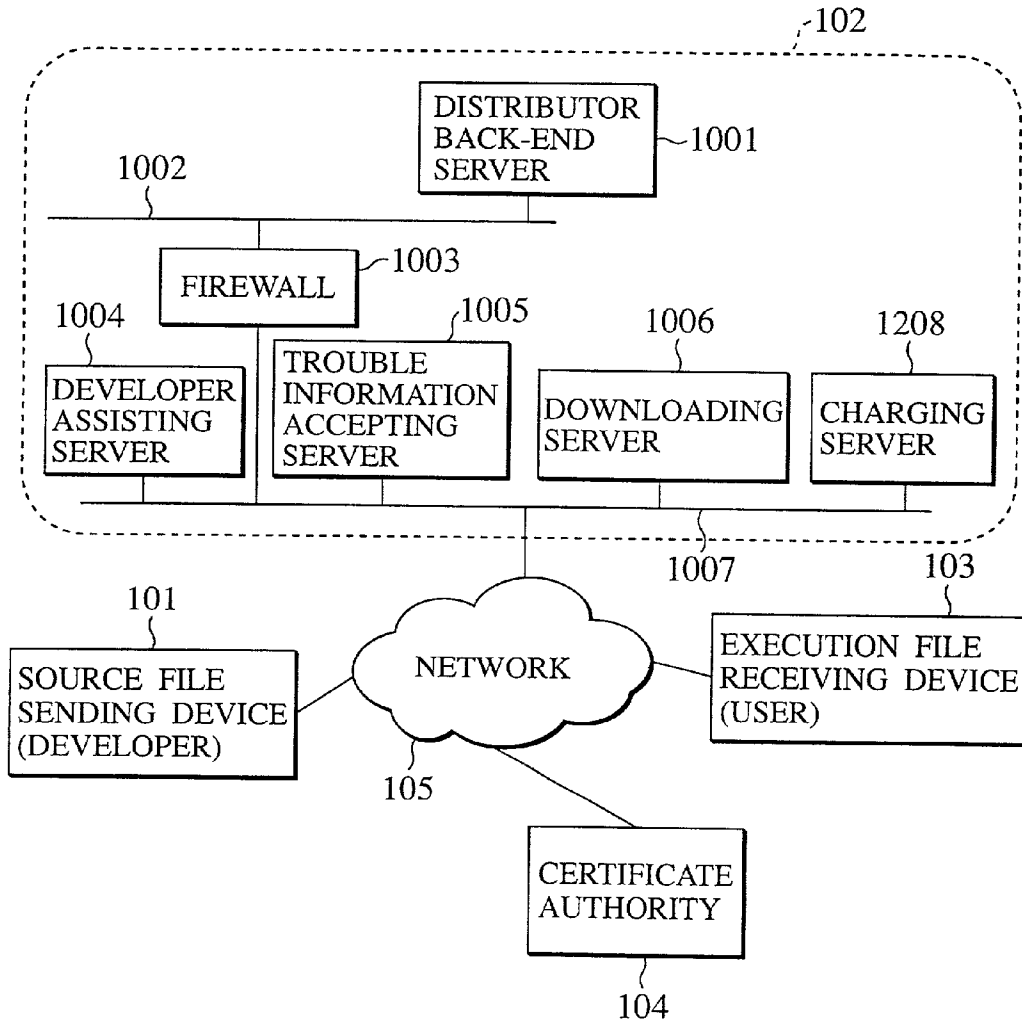 102
DISTRIBUTOR
BACK-END
SERVER
1001
1002
FIREWALL
1003
1004
DEVELOPER
ASSISTING
SERVER
1005
TROUBLE
INFORMATION
ACCEPTING
SERVER
1006
DOWNLOADING
SERVER
1208
CHARGING
SERVER
1007
101
SOURCE FILE
SENDING DEVICE
(DEVELOPER)
NETWORK
105
103
EXECUTION FILE
RECEIVING DEVICE
(USER)
CERTIFICATE
AUTHORITY
104